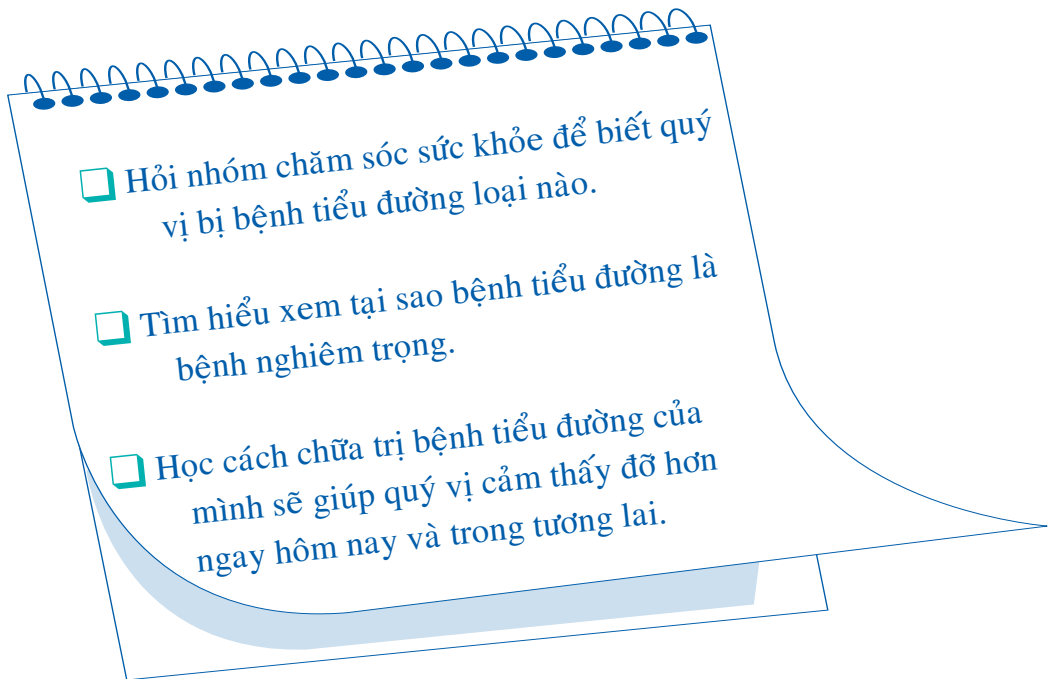 ❏ Hỏi nhóm chăm sóc sức khỏe để biết quý
vị bị bệnh tiểu đường loại nào.
❏ Tìm hiểu xem tại sao bệnh tiểu đường là
bệnh nghiêm trọng.
❏ Học cách chữa trị bệnh tiểu đường của
mình sẽ giúp quý vị cảm thấy đỡ hơn
ngay hôm nay và trong tương lai.